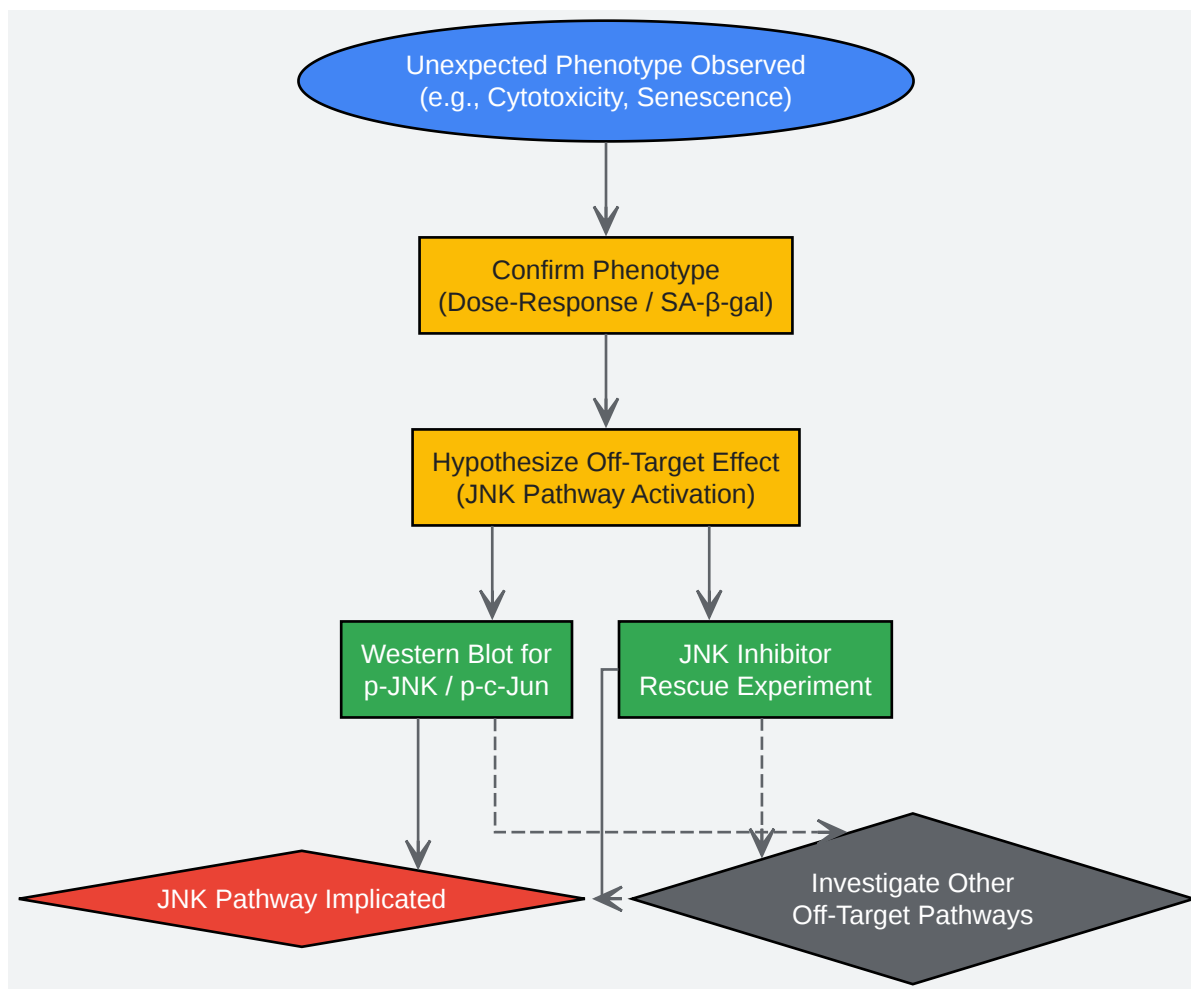 Unexpected Phenotype Observed
(e.g., Cytotoxicity, Senescence)
Confirm Phenotype
(Dose-Response / SA-β-gal)
Hypothesize Off-Target Effect
(JNK Pathway Activation)
Western Blot for
p-JNK / p-c-Jun
JNK Inhibitor
Rescue Experiment
JNK Pathway Implicated
Investigate Other
Off-Target Pathways